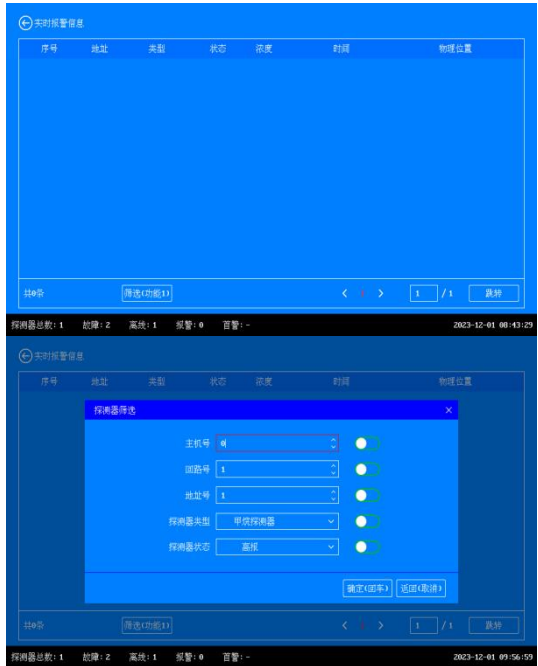 实时报警信息
序号 地址 类型 状态 浓度 时间 物理位置
共0条 筛选(功能1) < 1 > 1 / 1 跳转
探测器总数: 1 故障: 2 离线: 1 报警: 0 首警: - 2023-12-01 08:43:29
实时报警信息
序号 地址 类型 状态 浓度 时间 物理位置
探测器筛选 ×
主机号 0
回路号 1
地址号 1
探测器类型 甲烷探测器
探测器状态 高报
确定(回车) 返回(取消)
共0条 筛选(功能1) < 1 > 1 / 1 跳转
探测器总数: 1 故障: 2 离线: 1 报警: 0 首警: - 2023-12-01 09:56:59